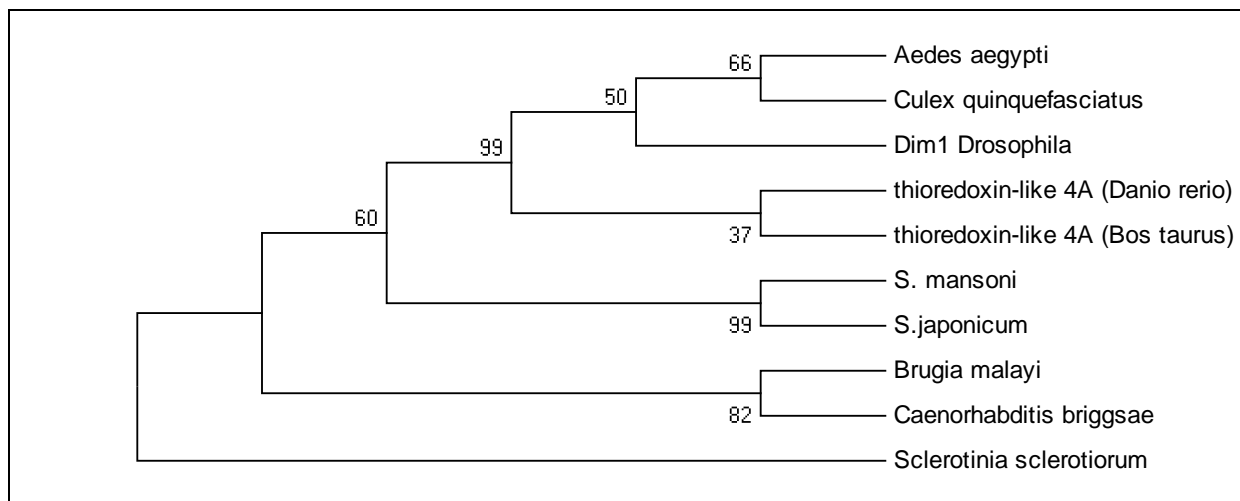 Aedes aegypti
66
Culex quinquefasciatus
50
Dim1 Drosophila
99
thioredoxin-like 4A (Danio rerio)
60
37
thioredoxin-like 4A (Bos taurus)
S. mansoni
99
S.japonicum
Brugia malayi
82
Caenorhabditis briggsae
Sclerotinia sclerotiorum